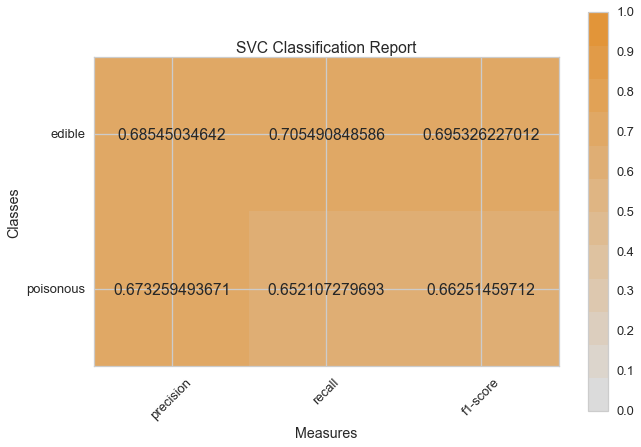 SVC Classification Report
1.0
0.9
0.8
0.7
0.6
0.5
0.4
0.3
0.2
0.1
0.0
Classes
edible
0.68545034642 0.705490848586 0.695326227012
poisonous
0.673259493671 0.652107279693 0.66251459712
precision recall f1-score
Measures